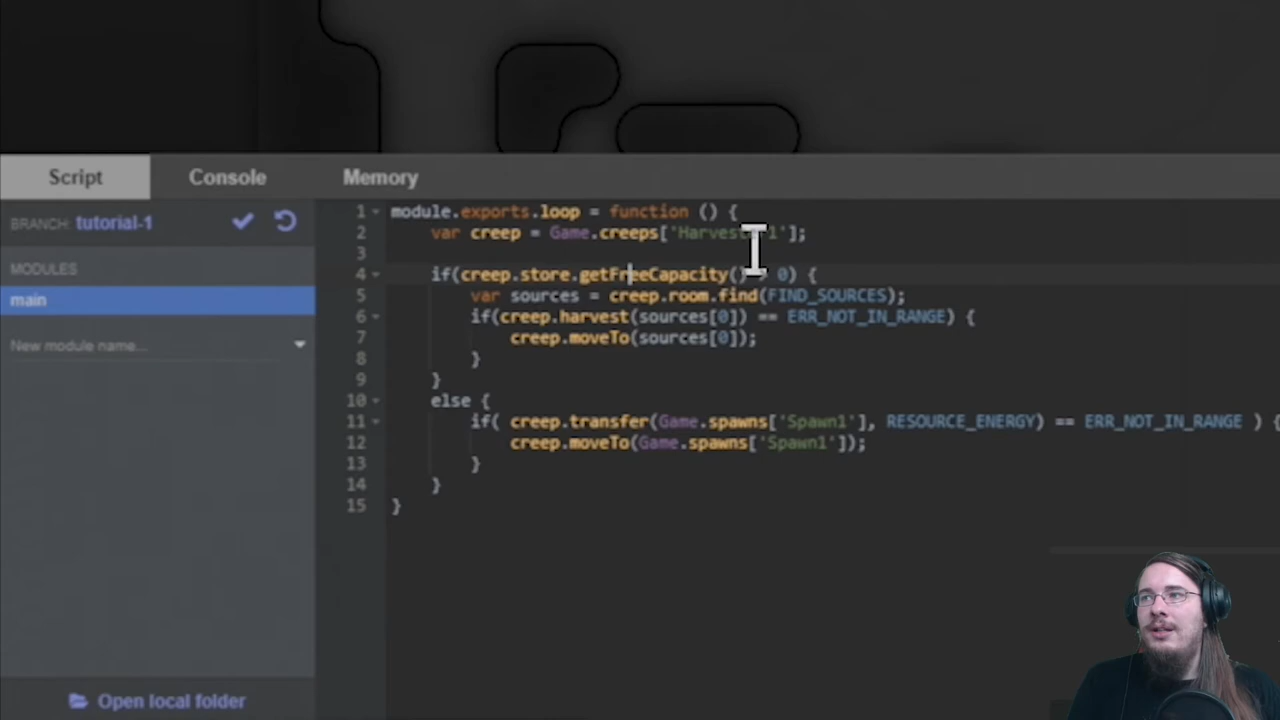 Script Console Memory
BRANCH: tutorial-1
MODULES
main
New module name...
Open local folder
1 module.exports.loop = function () {
2 var creep = Game.creeps['Harvester1'];
3
4 if(creep.store.getFreeCapacity() > 0) {
5 var sources = creep.room.find(FIND_SOURCES);
6 if(creep.harvest(sources[0]) == ERR_NOT_IN_RANGE) {
7 creep.moveTo(sources[0]);
8 }
9 }
10 else {
11 if( creep.transfer(Game.spawns['Spawn1'], RESOURCE_ENERGY) == ERR_NOT_IN_RANGE ) {
12 creep.moveTo(Game.spawns['Spawn1']);
13 }
14 }
15 }